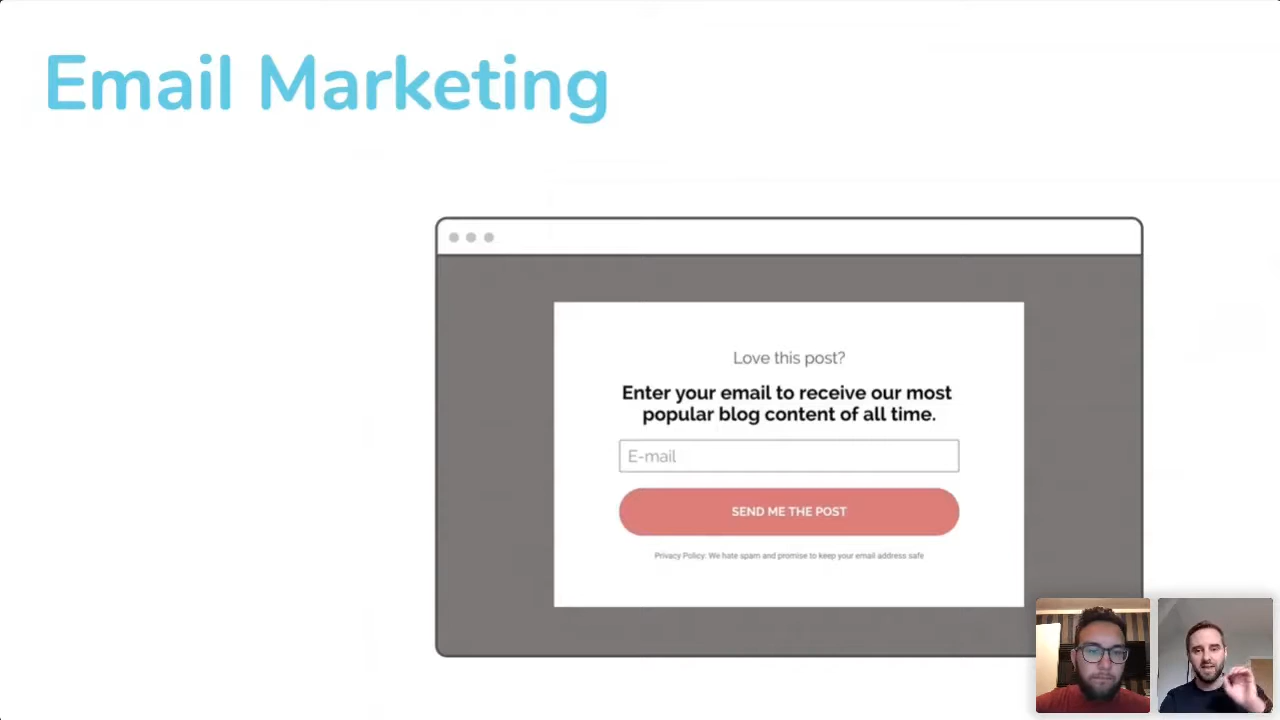 Email Marketing
Love this post?
Enter your email to receive our most
popular blog content of all time.
E-mail
SEND ME THE POST
Privacy Policy: We hate spam and promise to keep your email address safe